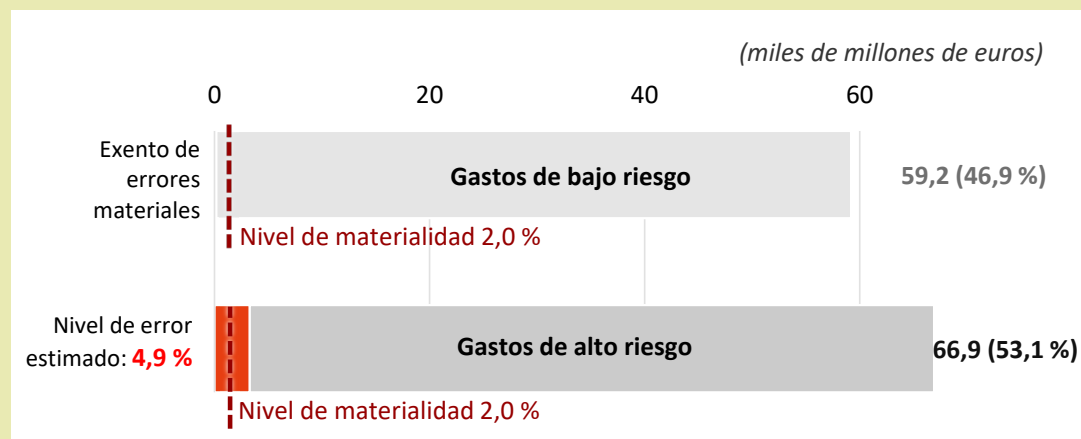 (miles de millones de euros)
0 20 40 60
Exento de
errores
materiales
Gastos de bajo riesgo
59,2 (46,9 %)
Nivel de materialidad 2,0 %
Nivel de error
estimado: 4,9 %
Gastos de alto riesgo
66,9 (53,1 %)
Nivel de materialidad 2,0 %